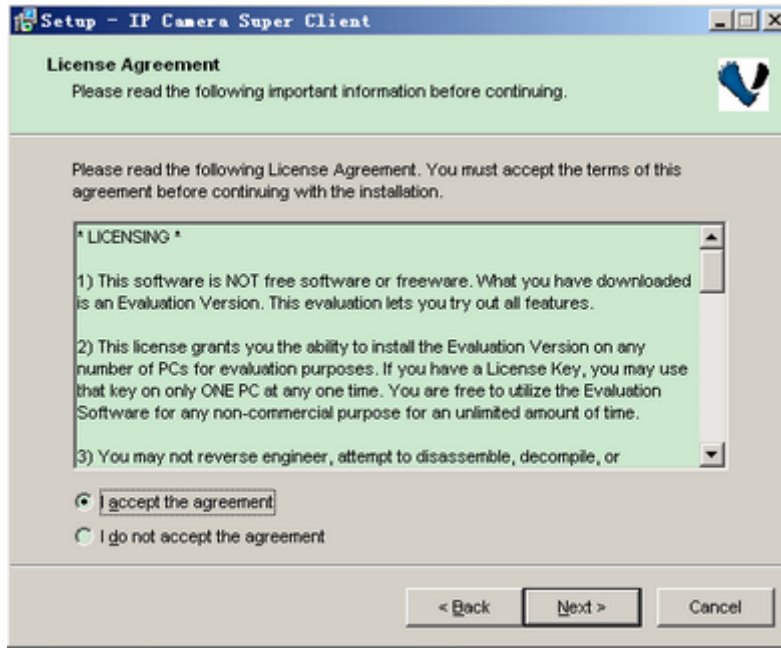 Setup - IP Camera Super Client
License Agreement
Please read the following important information before continuing.
Please read the following License Agreement. You must accept the terms of this
agreement before continuing with the installation.
* LICENSING *
1) This software is NOT free software or freeware. What you have downloaded
is an Evaluation Version. This evaluation lets you try out all features.
2) This license grants you the ability to install the Evaluation Version on any
number of PCs for evaluation purposes. If you have a License Key, you may use
that key on only ONE PC at any one time. You are free to utilize the Evaluation
Software for any non-commercial purpose for an unlimited amount of time.
3) You may not reverse engineer, attempt to disassemble, decompile, or
I accept the agreement
I do not accept the agreement
< Back
Next >
Cancel